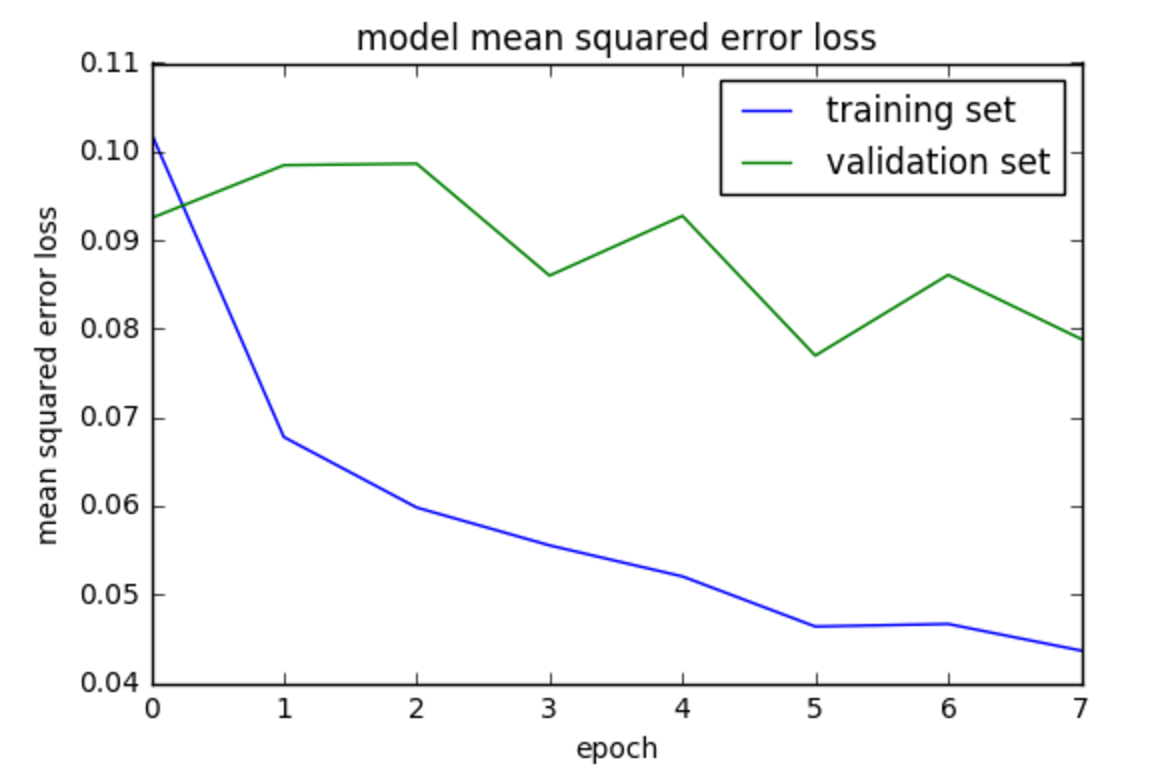 model mean squared error loss
0.11
0.10
0.09
0.08
0.07
0.06
0.05
0.04
mean squared error loss
training set
validation set
0 1 2 3 4 5 6 7
epoch